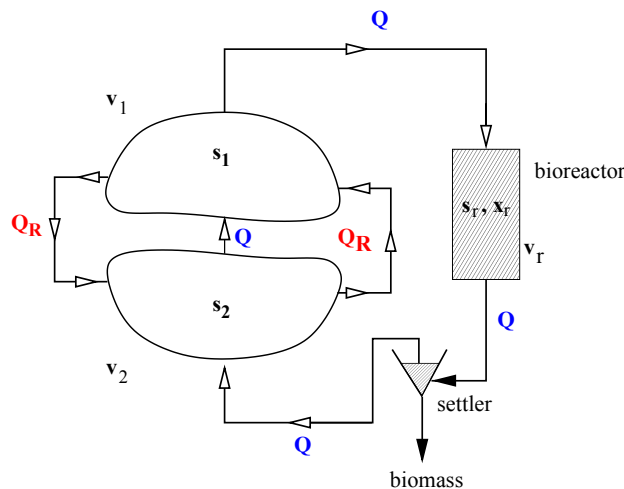 Q
v1
s1
bioreactor
sr , xr
QR
Q
QR
vr
s2
Q
v2
settler
Q
biomass